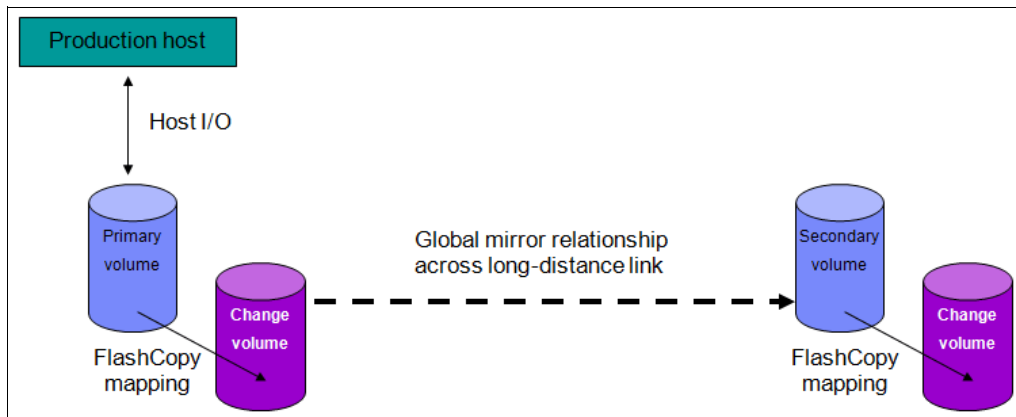 Production host
Host I/O
Primary
volume
Change
volume
FlashCopy
mapping
Global mirror relationship
across long-distance link
Secondary
volume
Change
volume
FlashCopy
mapping